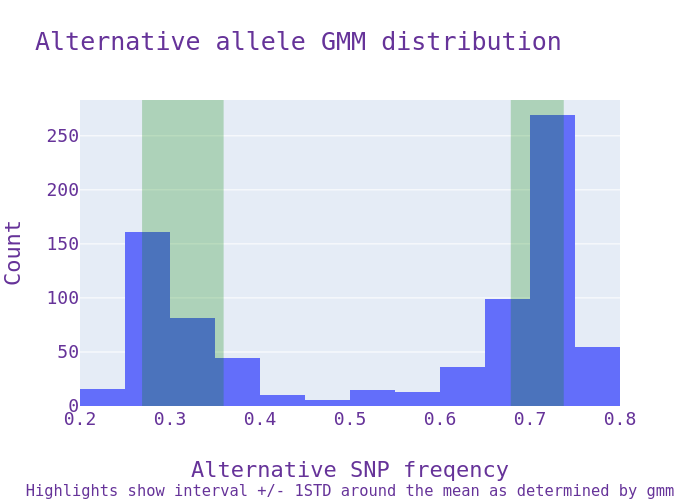 Alternative allele GMM distribution
Count
250
200
150
100
50
0
0.2 0.3 0.4 0.5 0.6 0.7 0.8
Alternative SNP freqency
Highlights show interval +/- 1STD around the mean as determined by gmm